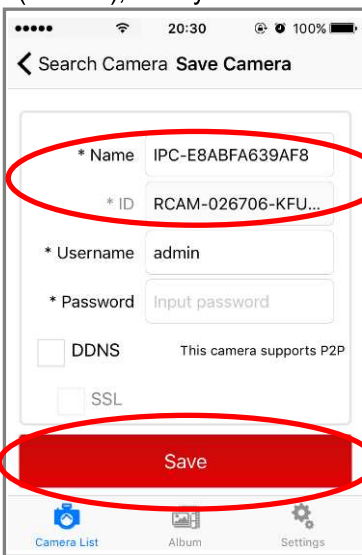 20:30 100%
Search Camera Save Camera
* Name IPC-E8ABFA639AF8
* ID RCAM-026706-KFU...
* Username admin
* Password Input password
DDNS This camera supports P2P
SSL
Save
Camera List Album Settings